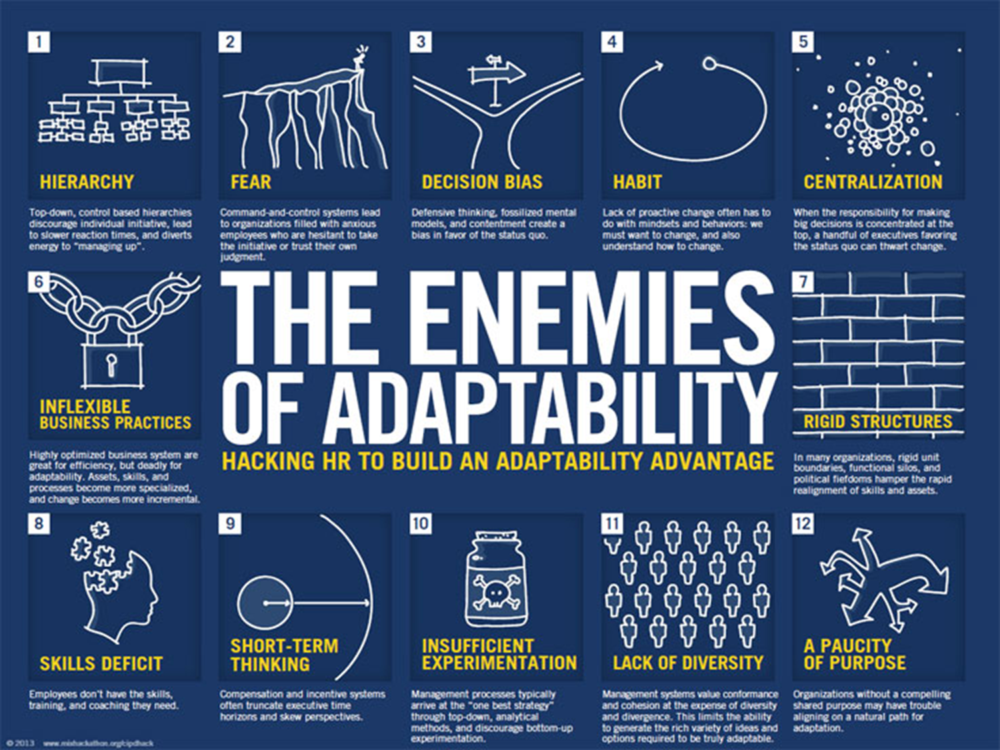 1
HIERARCHY
Top-down, control based hierarchies
discourage individual initiative, lead
to slower reaction times, and diverts
energy to "managing up".
2
FEAR
Command-and-control systems lead
to organizations filled with anxious
employees who are hesitant to take
the initiative or trust their own
judgment.
3
DECISION BIAS
Defensive thinking, fossilized mental
models, and contentment create a
bias in favor of the status quo.
4
HABIT
Lack of proactive change often has to
do with mindsets and behaviors: we
must want to change, and also
understand how to change.
5
CENTRALIZATION
When the responsibility for making
big decisions is concentrated at the
top, a handful of executives favoring
the status quo can thwart change.
6
INFLEXIBLE
BUSINESS PRACTICES
Highly optimized business system are
great for efficiency, but deadly for
adaptability. Assets, skills, and
processes become more specialized,
and change becomes more incremental.
THE ENEMIES
OF ADAPTABILITY
HACKING HR TO BUILD AN ADAPTABILITY ADVANTAGE
7
RIGID STRUCTURES
In many organizations, rigid unit
boundaries, functional silos, and
political fiefdoms hamper the rapid
realignment of skills and assets.
8
SKILLS DEFICIT
Employees don't have the skills,
training, and coaching they need.
9
SHORT-TERM
THINKING
Compensation and incentive systems
often truncate executive time
horizons and skew perspectives.
10
INSUFFICIENT
EXPERIMENTATION
Management processes typically
arrive at the "one best strategy"
through top-down, analytical
methods, and discourage bottom-up
experimentation.
11
LACK OF DIVERSITY
Management systems value conformance
and cohesion at the expense of diversity
and divergence. This limits the ability
to generate the rich variety of ideas and
options required to be truly adaptable.
12
A PAUCITY
OF PURPOSE
Organizations without a compelling
shared purpose may have trouble
aligning on a natural path for
adaptation.
© 2013 www.mixhackathon.org/cipdhack